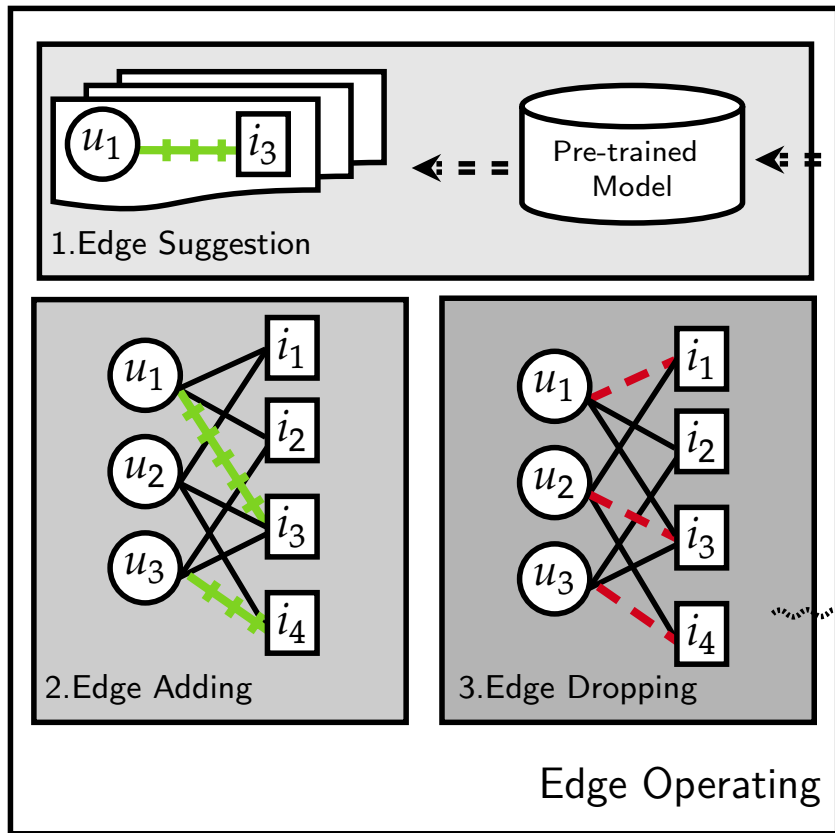 u₁ i₃
Pre-trained
Model
1.Edge Suggestion
u₁ i₁
i₂
u₂
i₃
u₃
i₄
2.Edge Adding
u₁ i₁
i₂
u₂
i₃
u₃
i₄
3.Edge Dropping
Edge Operating